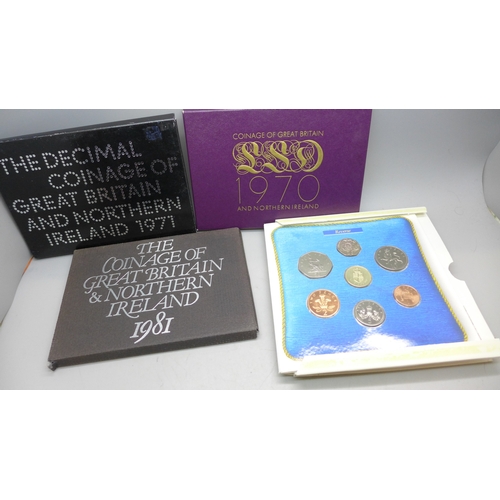 THE DECIMAL
COINAGE OF
GREAT BRITAIN
AND NORTHERN
IRELAND 1971
COINAGE OF GREAT BRITAIN
LSD
1970
AND NORTHERN IRELAND
THE
COINAGE OF
GREAT BRITAIN
& NORTHERN
IRELAND
1981